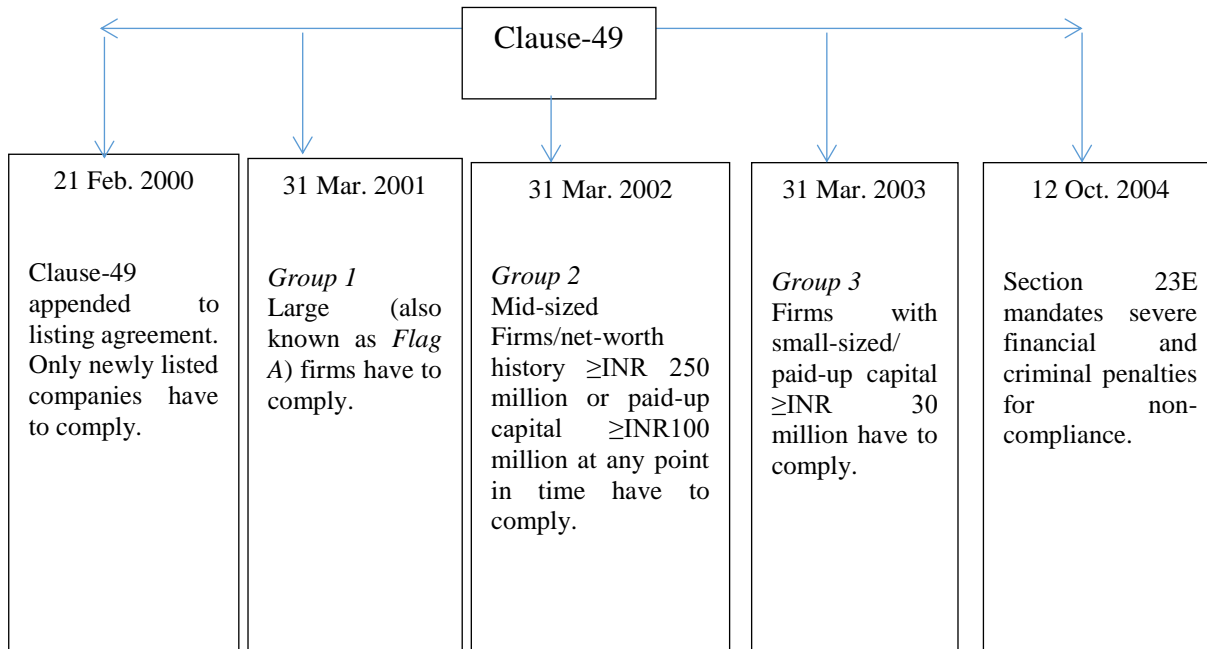 Clause-49
21 Feb. 2000
Clause-49
appended to
listing agreement.
Only newly listed
companies have
to comply.
31 Mar. 2001
Group 1
Large (also
known as Flag
A) firms have to
comply.
31 Mar. 2002
Group 2
Mid-sized
Firms/net-worth
history ≥INR 250
million or paid-up
capital ≥INR100
million at any point
in time have to
comply.
31 Mar. 2003
Group 3
Firms with
small-sized/
paid-up capital
≥INR 30
million have to
comply.
12 Oct. 2004
Section 23E
mandates severe
financial and
criminal penalties
for non-
compliance.